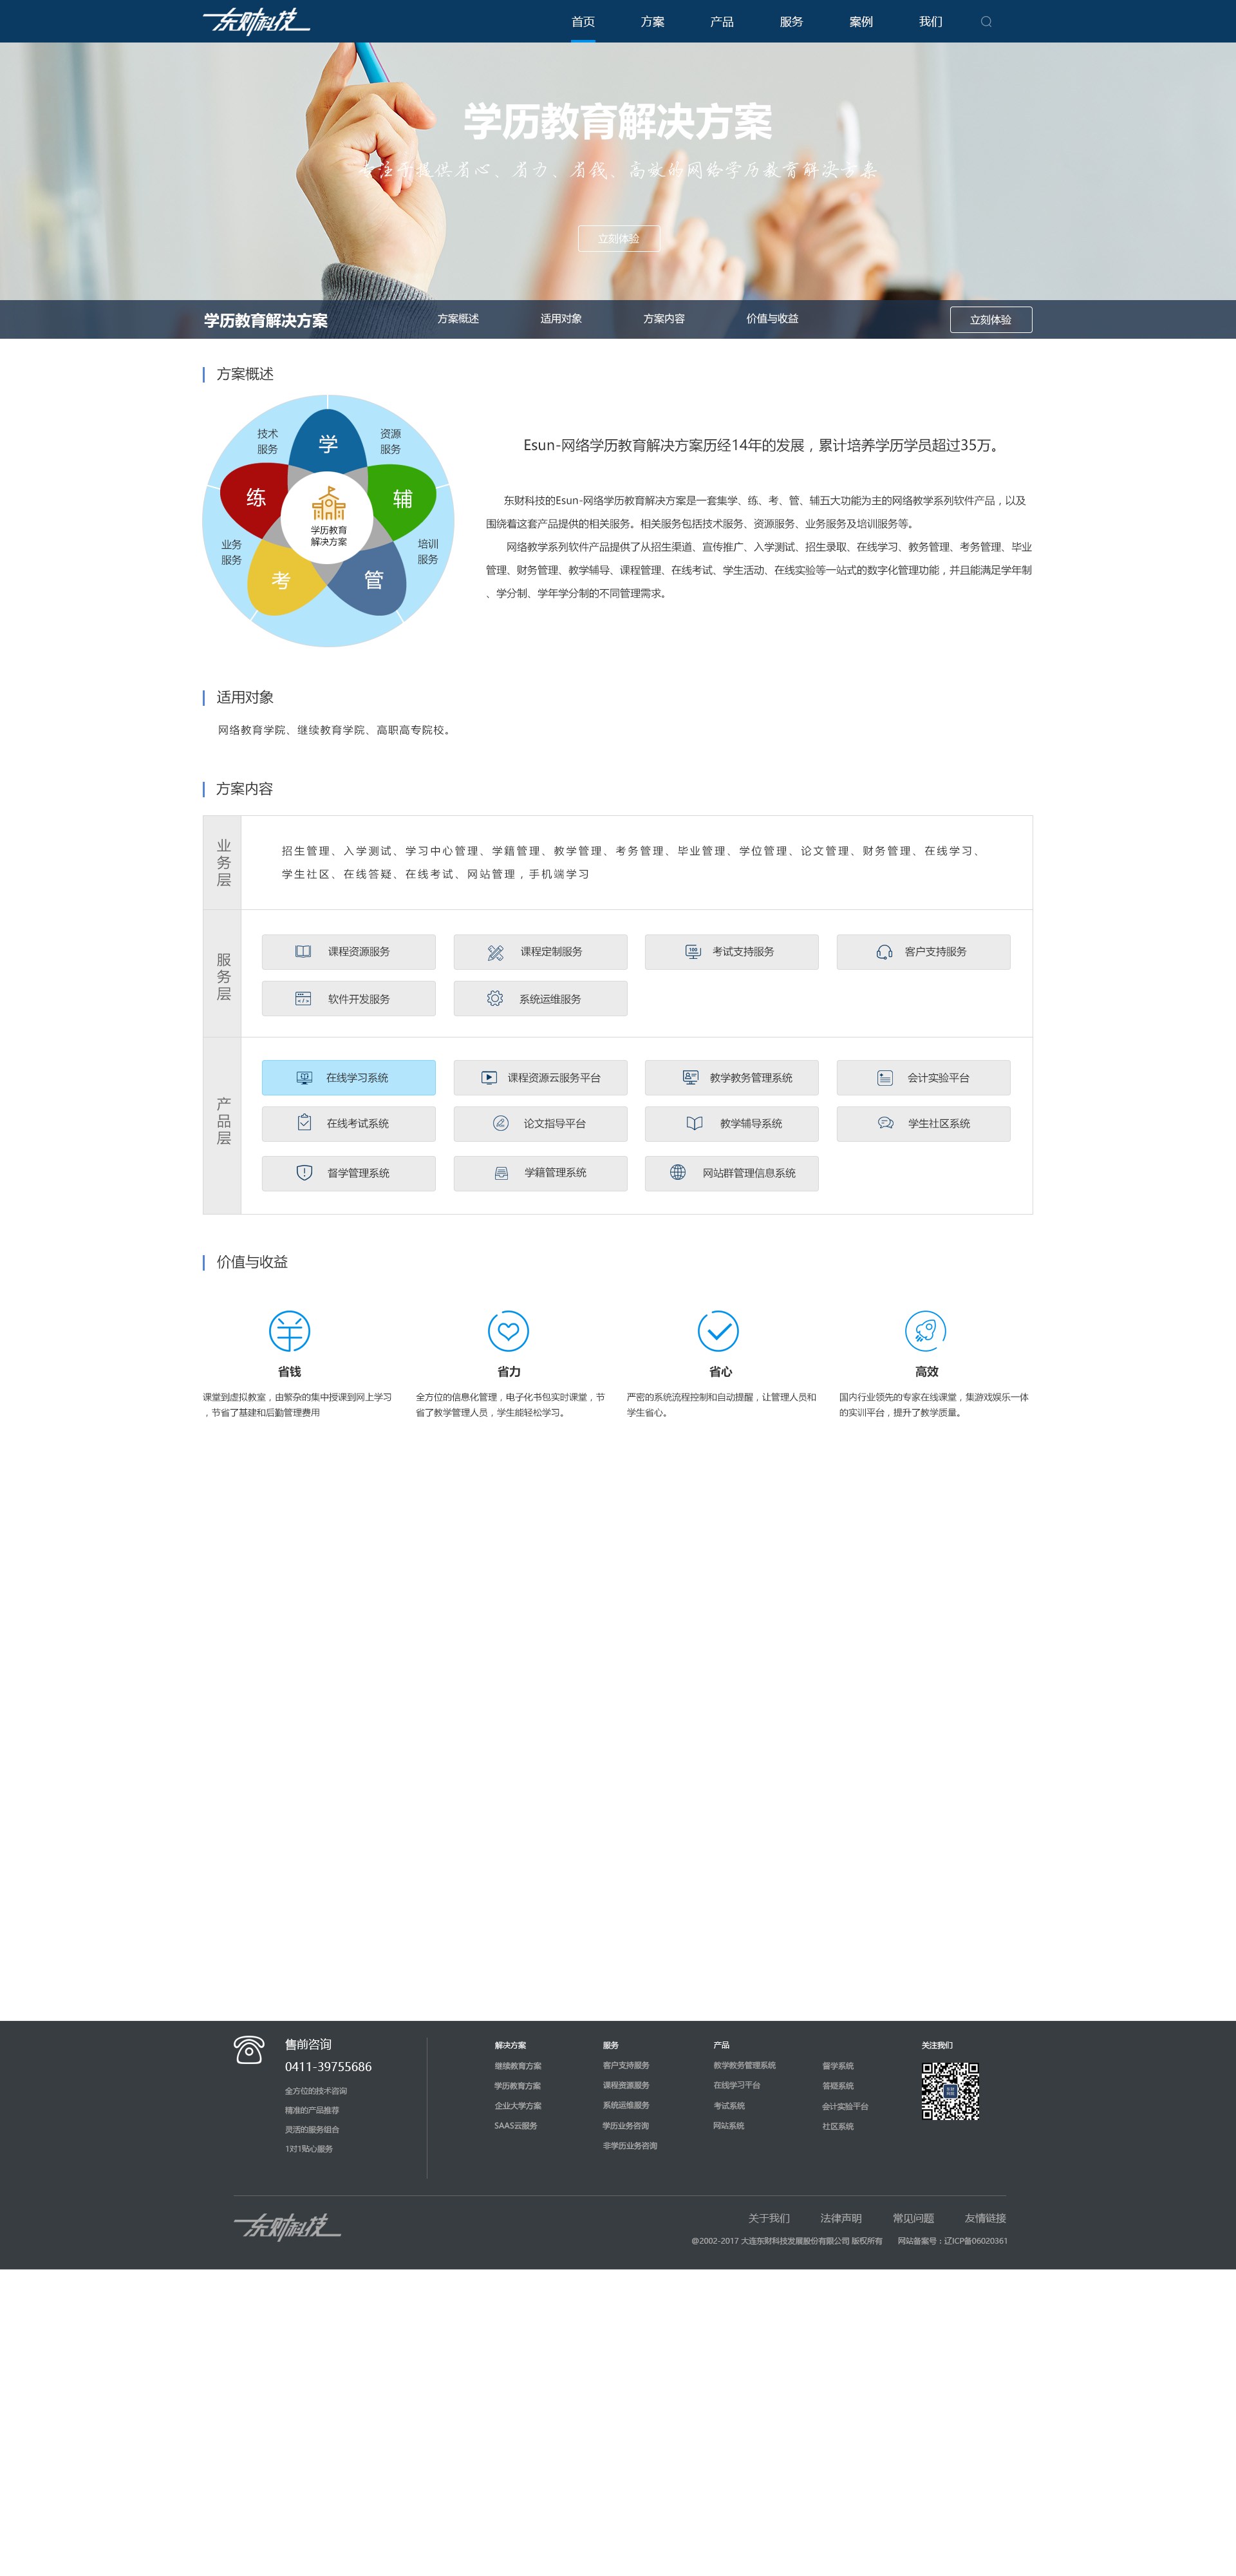 东财科技
首页 方案 产品 服务 案例 我们
学历教育解决方案
专注于提供省心、省力、省钱、高效的网络学历教育解决方案
立刻体验
学历教育解决方案 方案概述 适用对象 方案内容 价值与收益 立刻体验
方案概述
技术
服务
学
资源
服务
练
辅
学历教育
解决方案
业务
服务
培训
服务
考
管
Esun-网络学历教育解决方案历经14年的发展，累计培养学历学员超过35万。
东财科技的Esun-网络学历教育解决方案是一套集学、练、考、管、辅五大功能为主的网络教学系列软件产品，以及
围绕着这套产品提供的相关服务。相关服务包括技术服务、资源服务、业务服务及培训服务等。
网络教学系列软件产品提供了从招生渠道、宣传推广、入学测试、招生录取、在线学习、教务管理、考务管理、毕业
管理、财务管理、教学辅导、课程管理、在线考试、学生活动、在线实验等一站式的数字化管理功能，并且能满足学年制
、学分制、学年学分制的不同管理需求。
适用对象
网络教育学院、继续教育学院、高职高专院校。
方案内容
业务层
招生管理、入学测试、学习中心管理、学籍管理、教学管理、考务管理、毕业管理、学位管理、论文管理、财务管理、在线学习、
学生社区、在线答疑、在线考试、网站管理，手机端学习
服务层
课程资源服务 课程定制服务 考试支持服务 客户支持服务
软件开发服务 系统运维服务
产品层
在线学习系统 课程资源云服务平台 教学教务管理系统 会计实验平台
在线考试系统 论文指导平台 教学辅导系统 学生社区系统
督学管理系统 学籍管理系统 网站群管理信息系统
价值与收益
省钱
课堂到虚拟教室，由繁杂的集中授课到网上学习
，节省了基建和后勤管理费用
省力
全方位的信息化管理，电子化书包实时课堂，节
省了教学管理人员，学生能轻松学习。
省心
严密的系统流程控制和自动提醒，让管理人员和
学生省心。
高效
国内行业领先的专家在线课堂，集游戏娱乐一体
的实训平台，提升了教学质量。
售前咨询
0411-39755686
全方位的技术咨询
精准的产品推荐
灵活的服务组合
1对1贴心服务
解决方案
继续教育方案
学历教育方案
企业大学方案
SAAS云服务
服务
客户支持服务
课程资源服务
系统运维服务
学历业务咨询
非学历业务咨询
产品
教学教务管理系统
在线学习平台
考试系统
网站系统
督学系统
答疑系统
会计实验平台
社区系统
关注我们
东财科技
关于我们 法律声明 常见问题 友情链接
@2002-2017 大连东财科技发展股份有限公司 版权所有 网站备案号：辽ICP备06020361